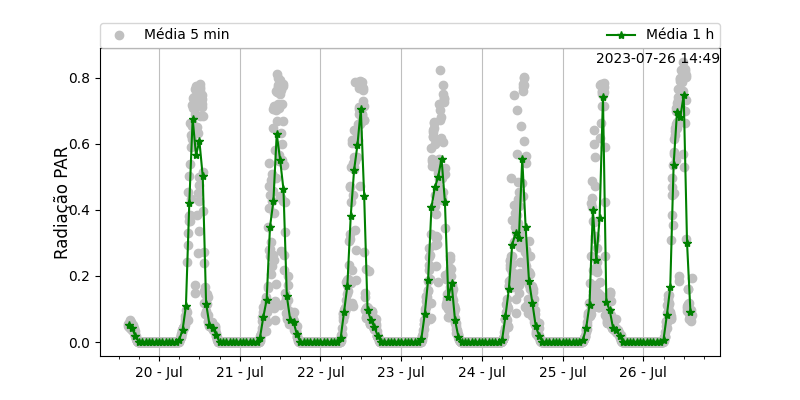 Média 5 min
Média 1 h
2023-07-26 14:49
Radiação PAR
0.8
0.6
0.4
0.2
0.0
20 - Jul
21 - Jul
22 - Jul
23 - Jul
24 - Jul
25 - Jul
26 - Jul